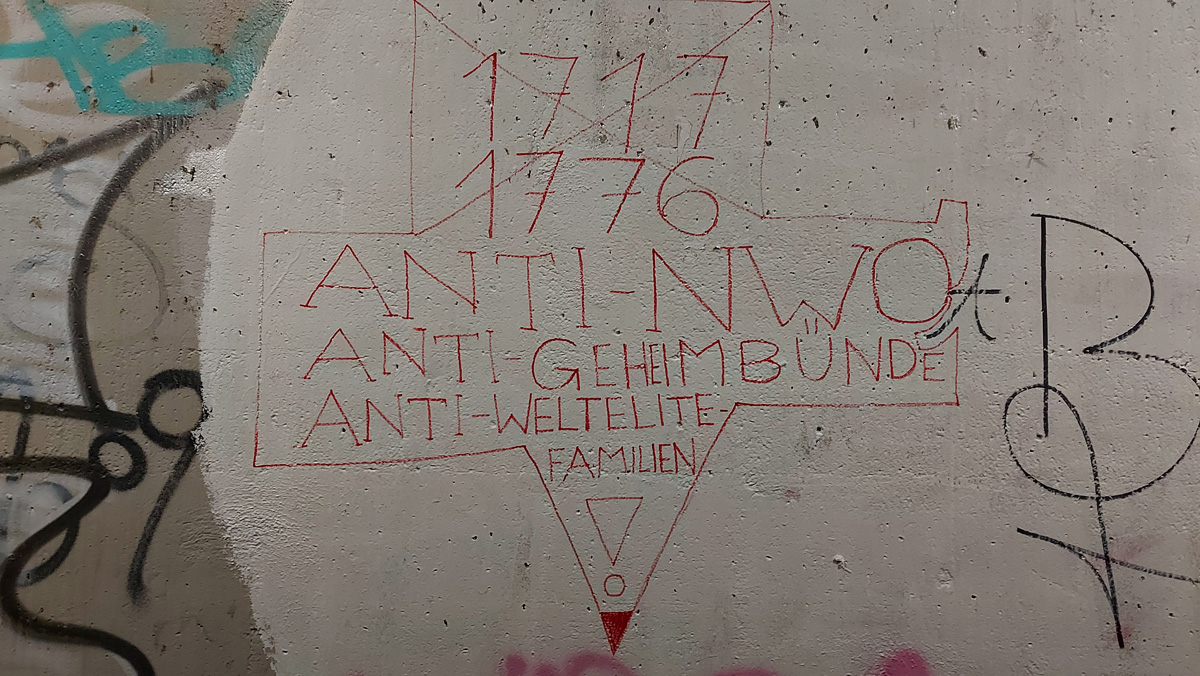 1717
1776
ANTI-NWO
ANTI-GEHEIMBÜNDE
ANTI-WELTELITE-
FAMILIEN
!